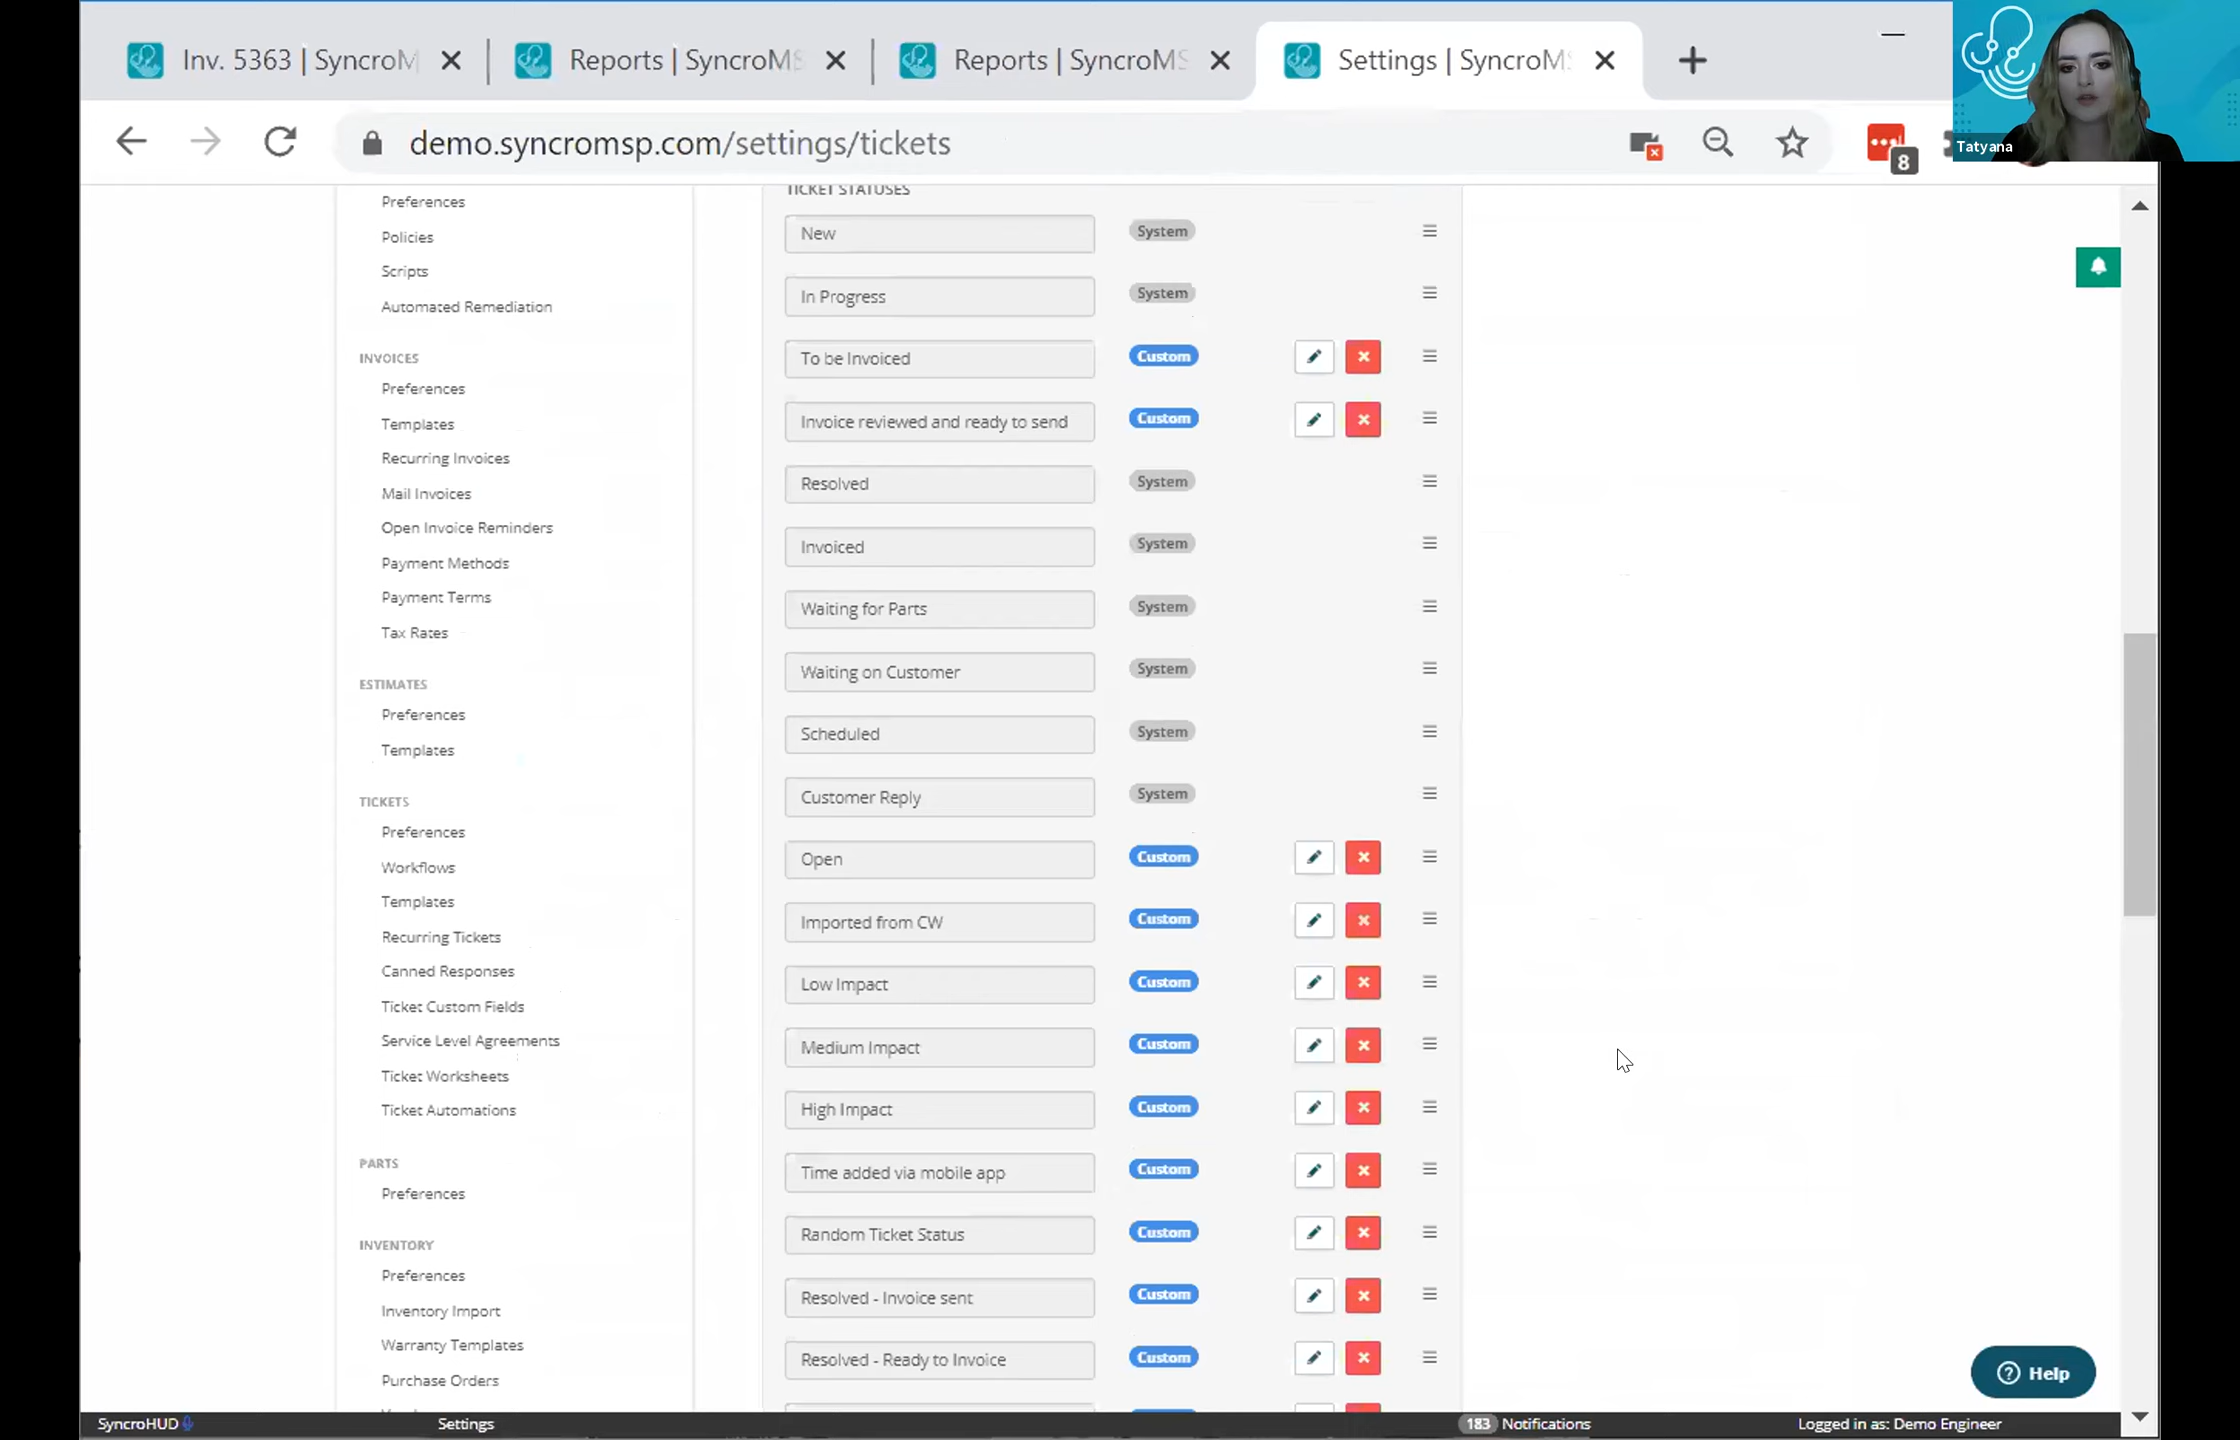 Inv. 5363 | SyncroM
Reports | SyncroMS
Reports | SyncroMS
Settings | SyncroMS
demo.syncromsp.com/settings/tickets
8
Tatyana
Preferences
Policies
Scripts
Automated Remediation
INVOICES
Preferences
Templates
Recurring Invoices
Mail Invoices
Open Invoice Reminders
Payment Methods
Payment Terms
Tax Rates
ESTIMATES
Preferences
Templates
TICKETS
Preferences
Workflows
Templates
Recurring Tickets
Canned Responses
Ticket Custom Fields
Service Level Agreements
Ticket Worksheets
Ticket Automations
PARTS
Preferences
INVENTORY
Preferences
Inventory Import
Warranty Templates
Purchase Orders
TICKET STATUSES
New System
In Progress System
To be Invoiced Custom
Invoice reviewed and ready to send Custom
Resolved System
Invoiced System
Waiting for Parts System
Waiting on Customer System
Scheduled System
Customer Reply System
Open Custom
Imported from CW Custom
Low Impact Custom
Medium Impact Custom
High Impact Custom
Time added via mobile app Custom
Random Ticket Status Custom
Resolved - Invoice sent Custom
Resolved - Ready to Invoice Custom
Help
SyncroHUD Settings 183 Notifications Logged in as: Demo Engineer